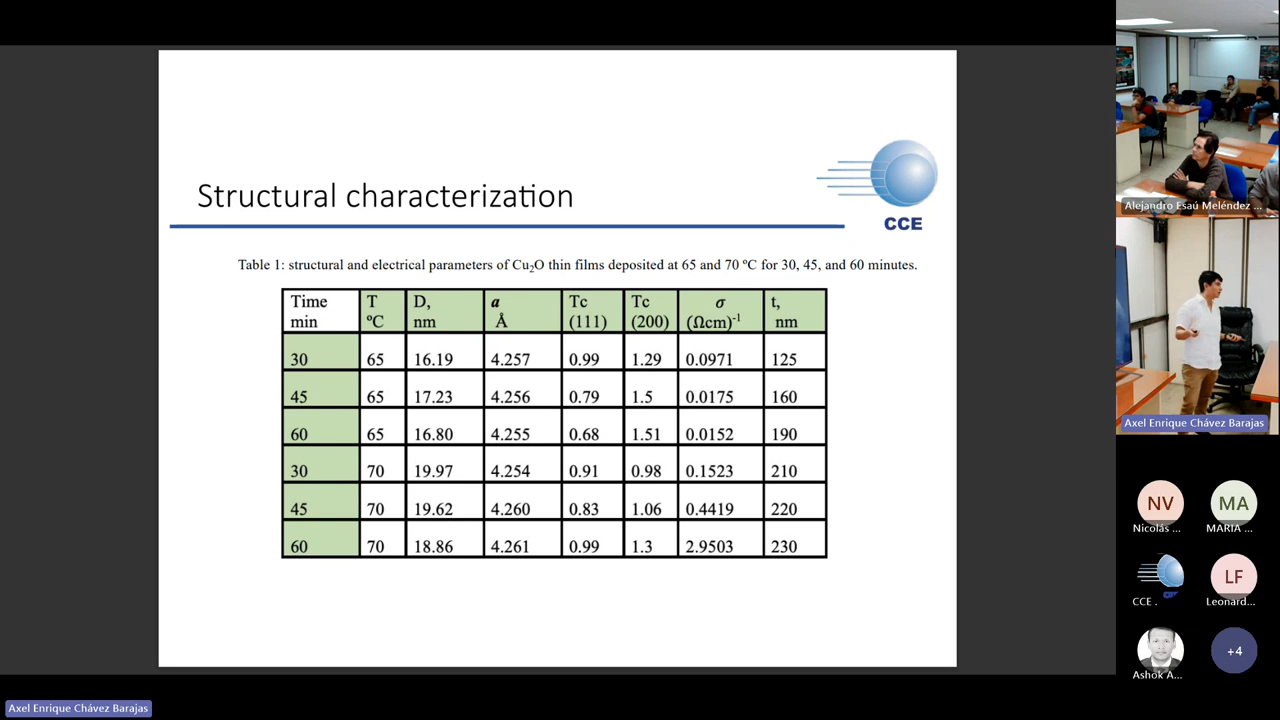 Structural characterization
CCE
Table 1: structural and electrical parameters of Cu₂O thin films deposited at 65 and 70 ºC for 30, 45, and 60 minutes.
Time min T ºC D, nm a Å Tc (111) Tc (200) σ (Ωcm)⁻¹ t, nm
30 65 16.19 4.257 0.99 1.29 0.0971 125
45 65 17.23 4.256 0.79 1.5 0.0175 160
60 65 16.80 4.255 0.68 1.51 0.0152 190
30 70 19.97 4.254 0.91 0.98 0.1523 210
45 70 19.62 4.260 0.83 1.06 0.4419 220
60 70 18.86 4.261 0.99 1.3 2.9503 230
Alejandro Esaú Meléndez ...
Axel Enrique Chávez Barajas
NV
Nicolás ...
MA
MARIA ...
CCE .
LF
Leonard...
Ashok A...
+4
Axel Enrique Chávez Barajas